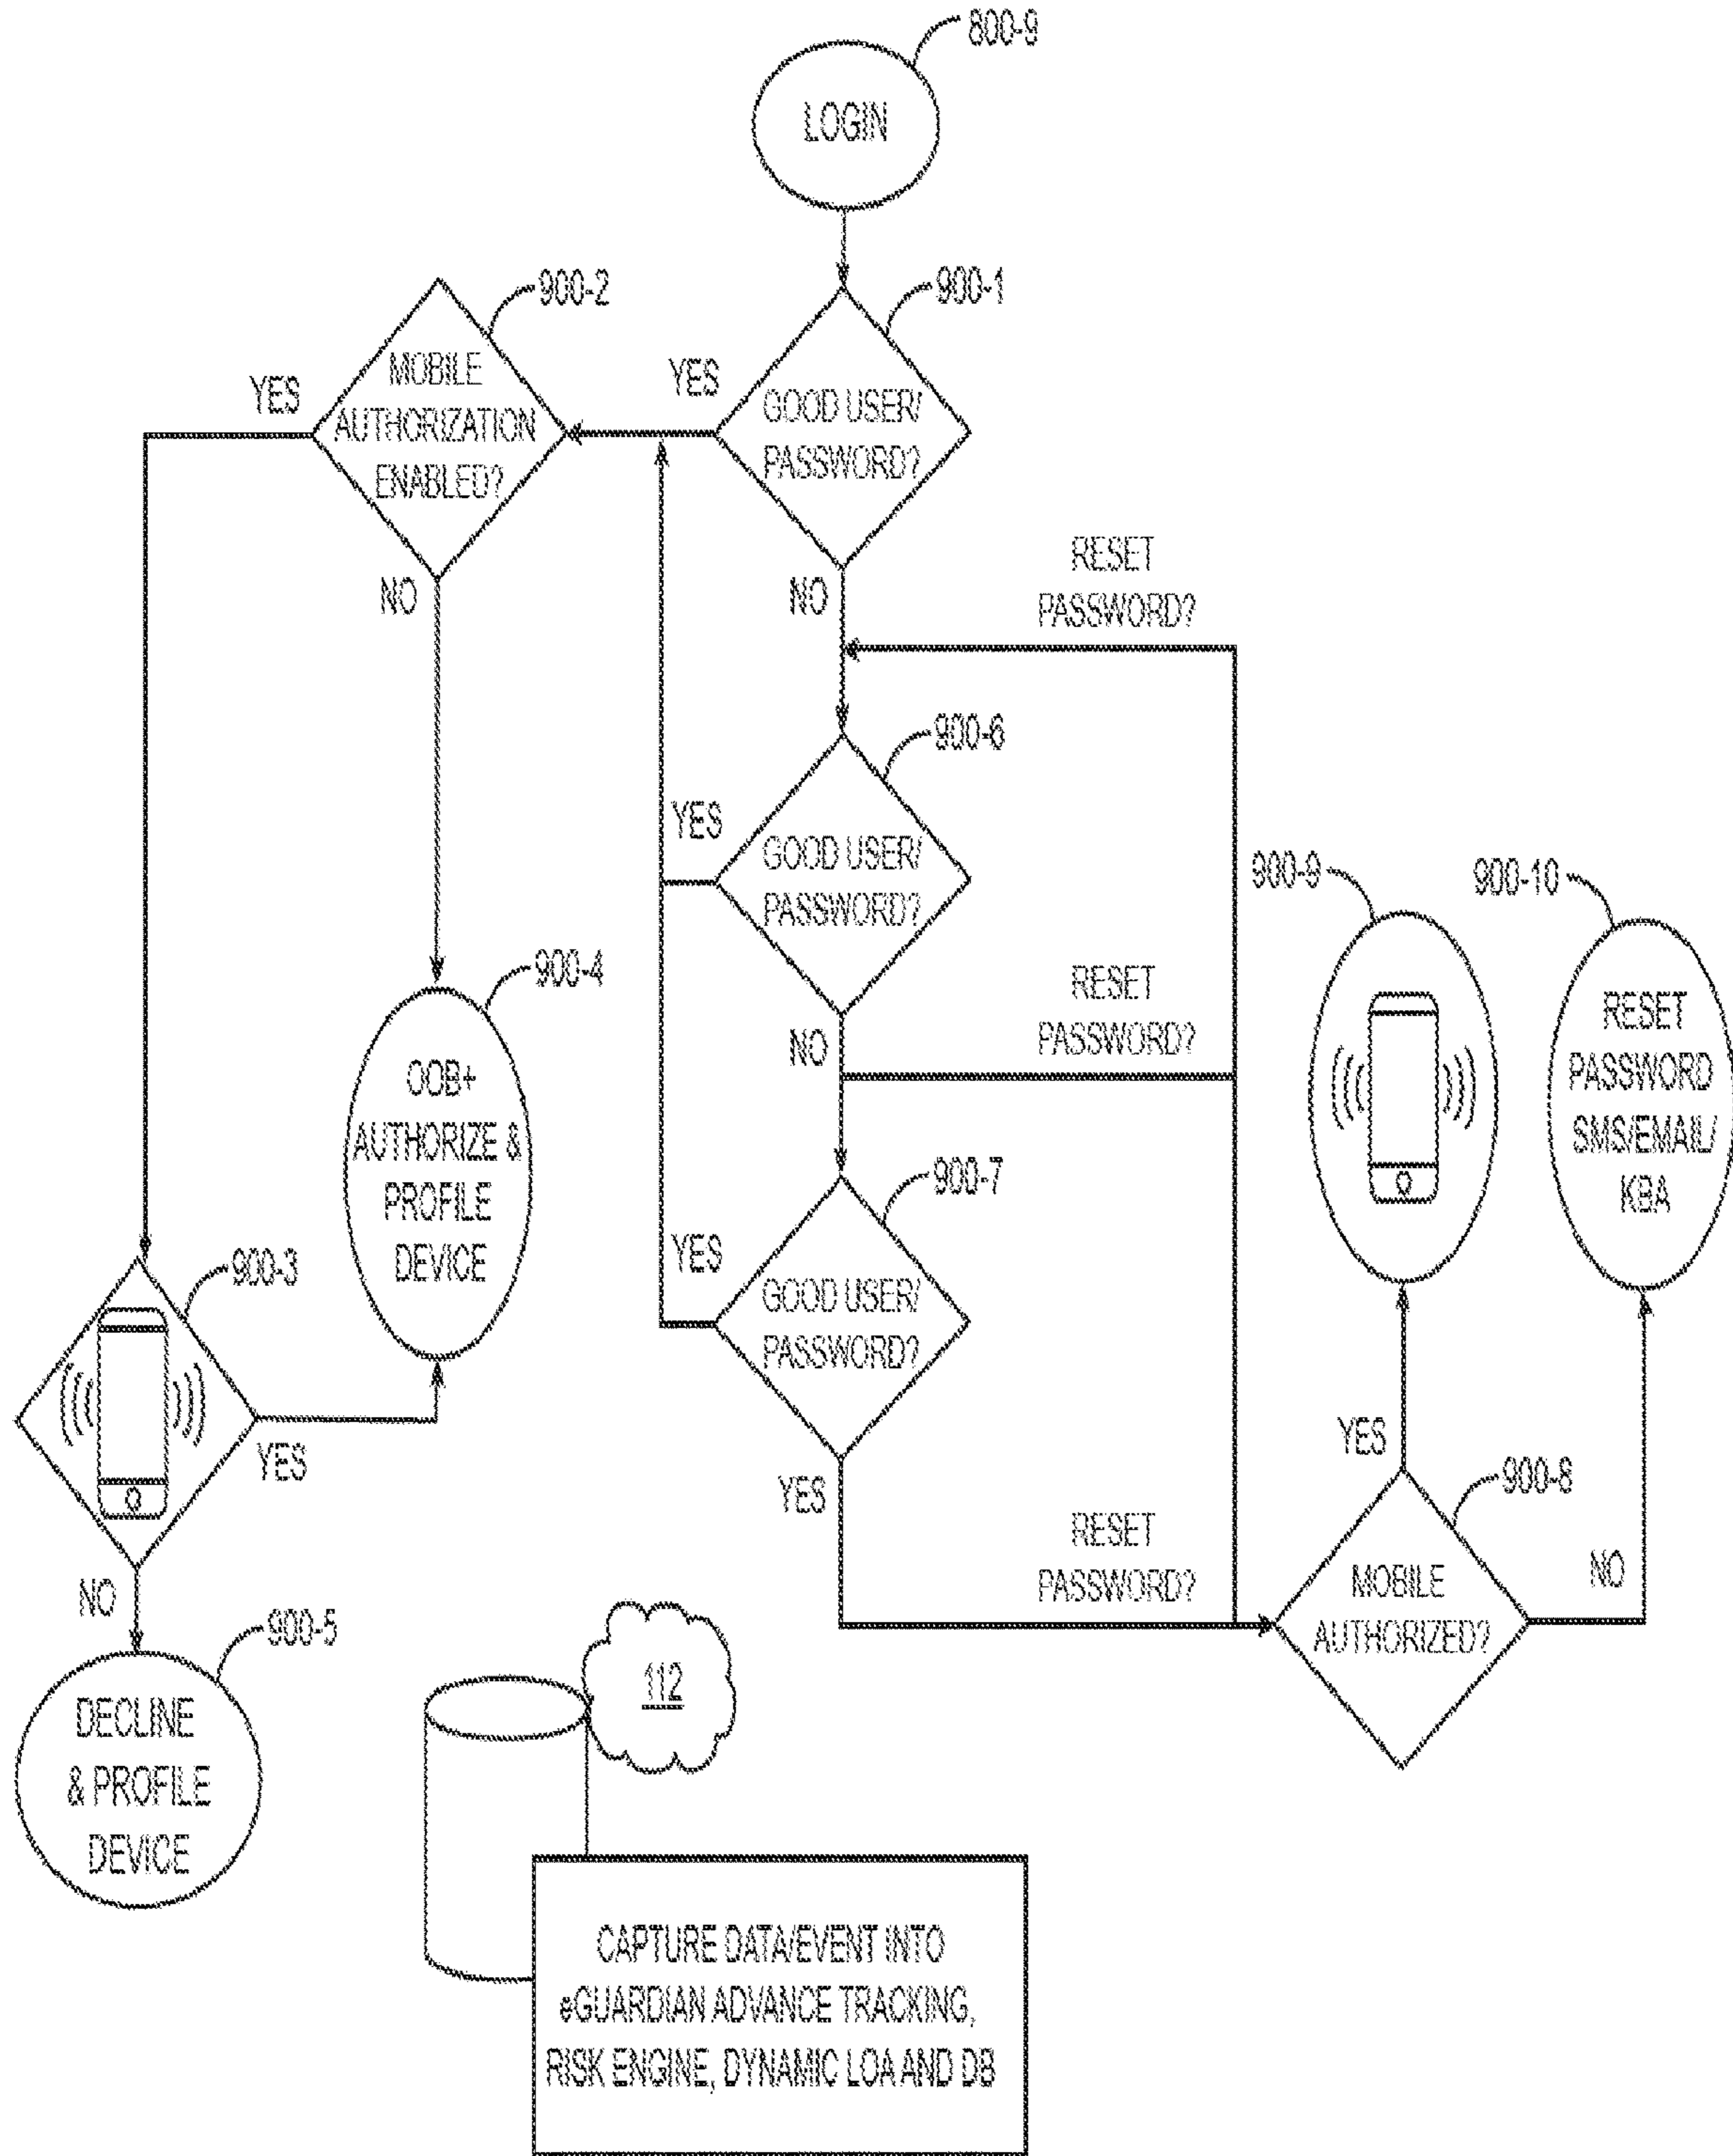 800-9
LOGIN
900-2
900-1
MOBILE
AUTHORIZATION
ENABLED?
YES
YES
GOOD USER/
PASSWORD?
NO
NO
RESET
PASSWORD?
900-6
YES
GOOD USER/
PASSWORD?
900-9
900-10
900-4
NO
RESET
PASSWORD?
RESET
PASSWORD
SMS/EMAIL/
KBA
OOB+
AUTHORIZE &
PROFILE
DEVICE
900-7
YES
GOOD USER/
PASSWORD?
900-3
YES
NO
YES
RESET
PASSWORD?
YES
900-8
MOBILE
AUTHORIZED?
NO
900-5
DECLINE
& PROFILE
DEVICE
112
CAPTURE DATA/EVENT INTO
eGUARDIAN ADVANCE TRACKING,
RISK ENGINE, DYNAMIC LOA AND DB